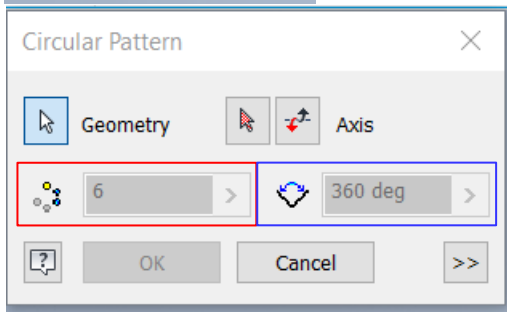 Circular Pattern
Geometry Axis
6 360 deg
OK Cancel >>